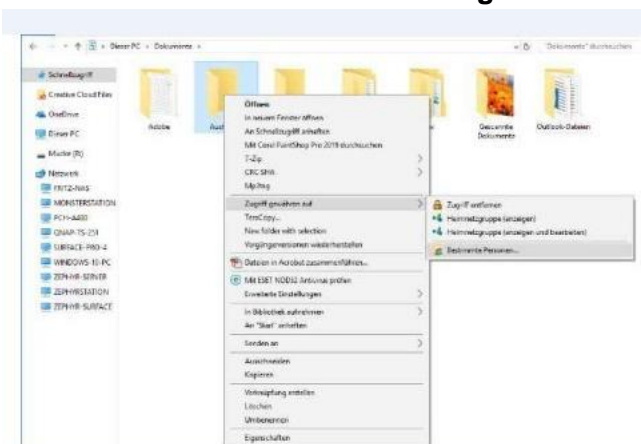 Dieser PC › Dokumente ›
"Dokumente" durchsuchen
Schnellzugriff
Creative Cloud Files
OneDrive
Dieser PC
Netzwerk
FRITZ-NAS
MONSTERSTATION
PCH-A400
QNAP-TS-251
SURFACE-PRO-4
WINDOWS-10-PC
ZEPHYR-SERVER
ZEPHYRSTATION
ZEPHYR-SURFACE
Adobe
Gescannte
Dokumente
Outlook-Dateien
Öffnen
In neuem Fenster öffnen
An Schnellzugriff anheften
Mit Corel PaintShop Pro 2019 durchsuchen
7-Zip
CRC SHA
Mp3tag
Zugriff gewähren auf
TeraCopy...
New folder with selection
Vorgängerversionen wiederherstellen
Dateien in Acrobat zusammenführen...
Mit ESET NOD32 Antivirus prüfen
Erweiterte Einstellungen
In Bibliothek aufnehmen
An "Start" anheften
Senden an
Ausschneiden
Kopieren
Verknüpfung erstellen
Löschen
Umbenennen
Eigenschaften
Zugriff entfernen
Heimnetzgruppe (anzeigen)
Heimnetzgruppe (anzeigen und bearbeiten)
Bestimmte Personen...